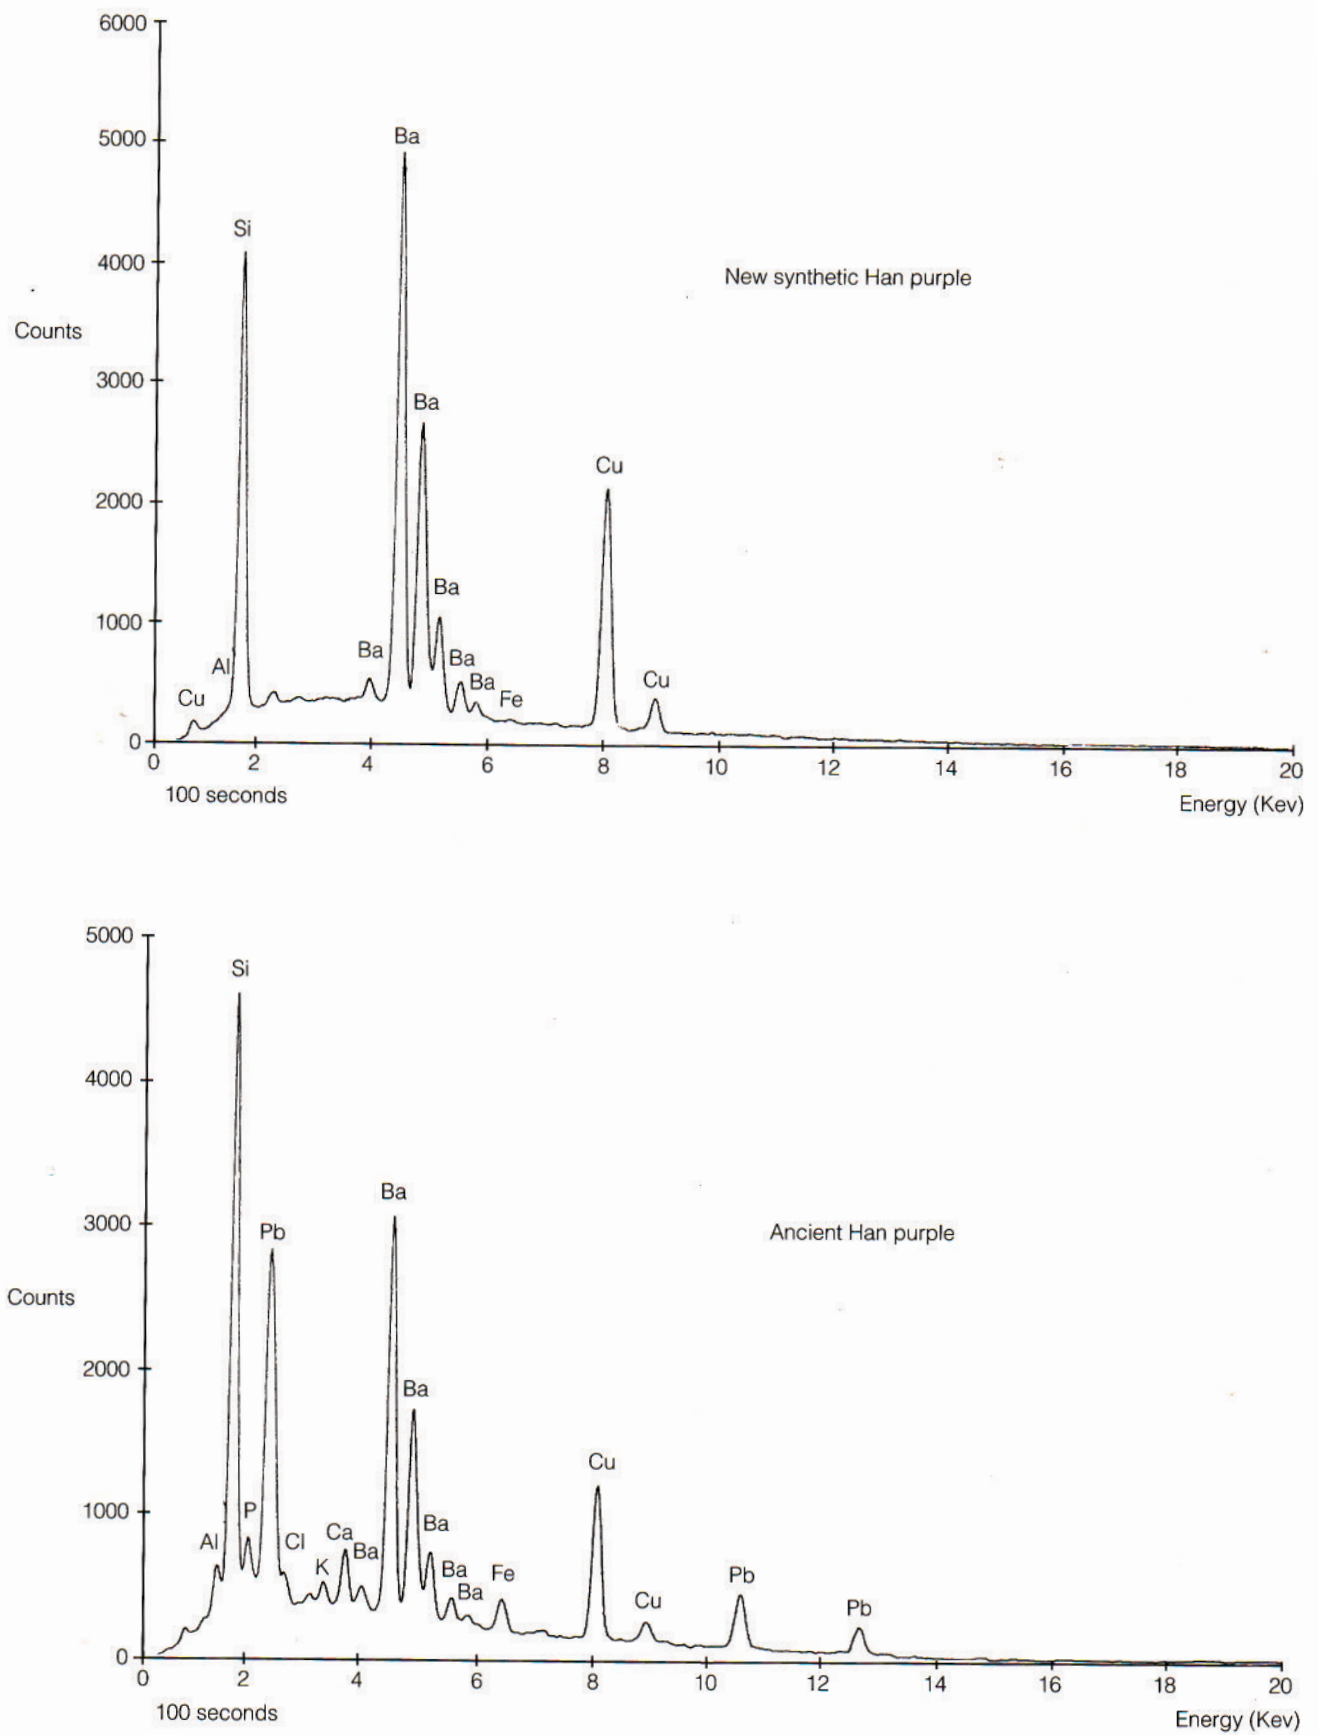 6000
5000
Ba
Si
4000
New synthetic Han purple
Counts
3000
Ba
Cu
2000
Ba
1000
Ba
Al
Ba
Ba
Cu
Cu
Fe
0
0 2 4 6 8 10 12 14 16 18 20
100 seconds
Energy (Kev)
5000
Si
4000
Ba
3000
Pb
Ancient Han purple
Counts
2000
Ba
Cu
1000
P
Ba
Al
Cl
Ca
Ba
K
Ba
Ba
Fe
Pb
Cu
Pb
0
0 2 4 6 8 10 12 14 16 18 20
100 seconds
Energy (Kev)